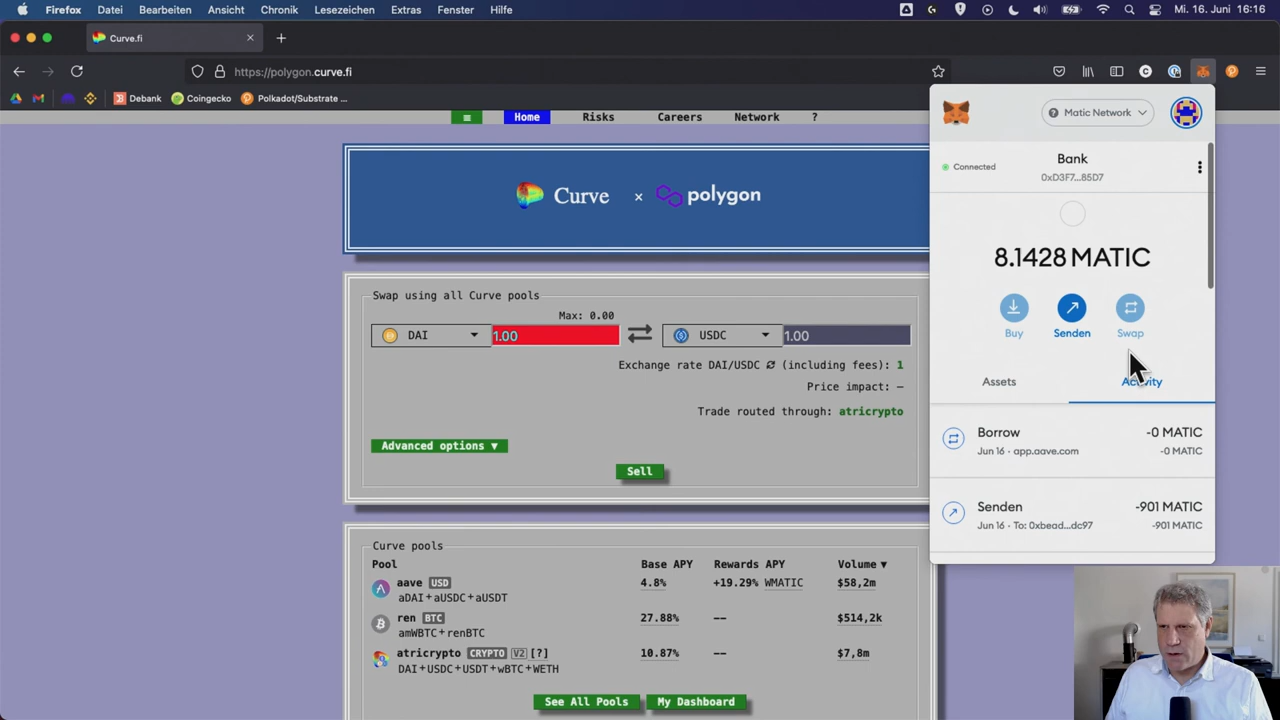 Firefox Datei Bearbeiten Ansicht Chronik Lesezeichen Extras Fenster Hilfe Mi. 16. Juni 16:16
Curve.fi
https://polygon.curve.fi
Debank Coingecko Polkadot/Substrate ...
Home Risks Careers Network ?
Matic Network
Curve × polygon
Connected
Bank
0xD3F7...85D7
8.1428 MATIC
Buy Senden Swap
Assets Activity
Borrow -0 MATIC
Jun 16 · app.aave.com -0 MATIC
Senden -901 MATIC
Jun 16 · To: 0xbead...dc97 -901 MATIC
Swap using all Curve pools
Max: 0.00
DAI 1.00 USDC 1.00
Exchange rate DAI/USDC (including fees): 1
Price impact: –
Trade routed through: atricrypto
Advanced options ▼
Sell
Curve pools
Pool Base APY Rewards APY Volume ▼
aave USD 4.8% +19.29% WMATIC $58,2m
aDAI+aUSDC+aUSDT
ren BTC 27.88% -- $514,2k
amWBTC+renBTC
atricrypto CRYPTO V2 [?] 10.87% -- $7,8m
DAI+USDC+USDT+wBTC+WETH
See All Pools My Dashboard